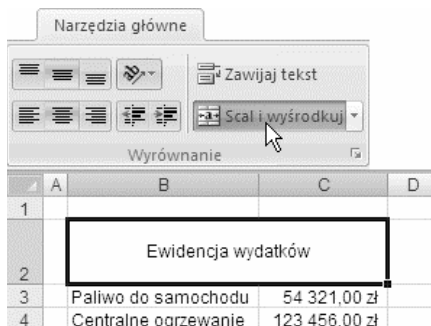 Narzędzia główne
Zawijaj tekst
Scal i wyśrodkuj
Wyrównanie
A B C D
1
Ewidencja wydatków
2
3 Paliwo do samochodu 54 321,00 zł
4 Centralne ogrzewanie 123 456,00 zł